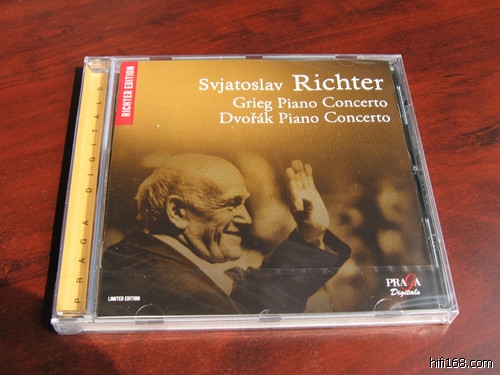 RICHTER EDITION
Svjatoslav Richter
Grieg Piano Concerto
Dvořák Piano Concerto
PRAGA DIGITALS
LIMITED EDITION
PRAGA
Digitals
hifi168.com